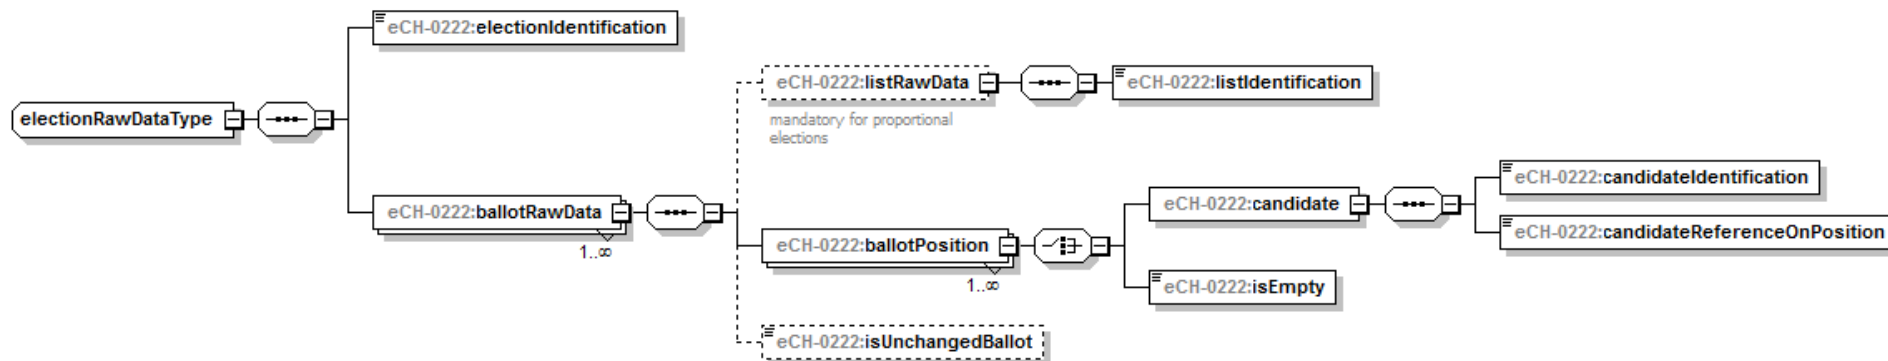 eCH-0222:electionIdentification
eCH-0222:listRawData
eCH-0222:listIdentification
electionRawDataType
mandatory for proportional
elections
eCH-0222:candidateIdentification
eCH-0222:ballotRawData
eCH-0222:candidate
eCH-0222:candidateReferenceOnPosition
1..∞
eCH-0222:ballotPosition
1..∞
eCH-0222:isEmpty
eCH-0222:isUnchangedBallot